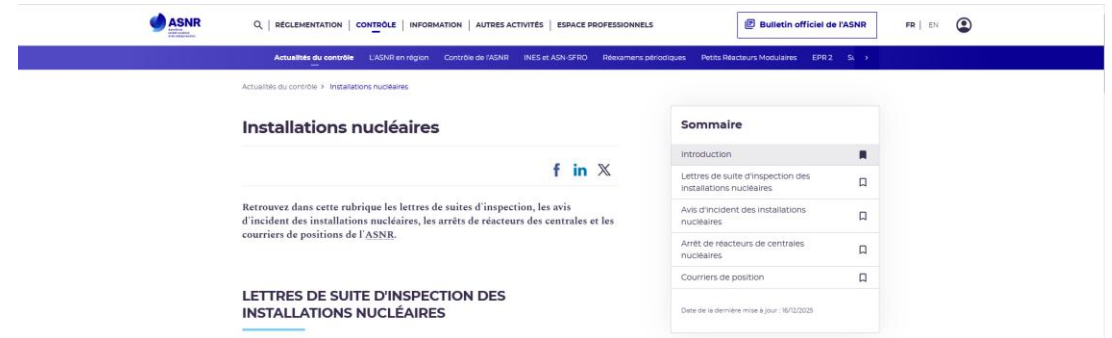 ASNR
RÉGLEMENTATION | CONTRÔLE | INFORMATION | AUTRES ACTIVITÉS | ESPACE PROFESSIONNELS
Bulletin officiel de l'ASNR
FR | EN
Actualités du contrôle L'ASNR en région Contrôle de l'ASNR INES et ASN-SFRO Réexamens périodiques Petits Réacteurs Modulaires EPR 2
Actualités du contrôle > Installations nucléaires
Installations nucléaires
Retrouvez dans cette rubrique les lettres de suites d'inspection, les avis
d'incident des installations nucléaires, les arrêts de réacteurs des centrales et les
courriers de positions de l'ASNR.
LETTRES DE SUITE D'INSPECTION DES
INSTALLATIONS NUCLÉAIRES
Sommaire
Introduction
Lettres de suite d'inspection des
installations nucléaires
Avis d'incident des installations
nucléaires
Arrêt de réacteurs de centrales
nucléaires
Courriers de position
Date de la dernière mise à jour : 16/12/2025